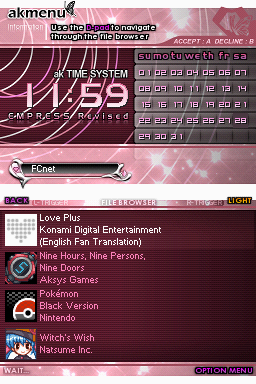 akmenu
Information
Use the D-pad to navigate
through the file browser
ACCEPT : A DECLINE : B
su mo tu we th fr sa
ak TIME SYSTEM
11:59
EMPRESS Revised
01 02 03 04 05 06 07
08 09 10 11 12 13 14
15 16 17 18 19 20 21
22 23 24 25 26 27 28
29 30 31
FCnet
BACK L-TRIGGER FILE BROWSER R-TRIGGER LIGHT
Love Plus
Konami Digital Entertainment
(English Fan Translation)
Nine Hours, Nine Persons,
Nine Doors
Aksys Games
Pokémon
Black Version
Nintendo
Witch's Wish
Natsume Inc.
WAIT... OPTION MENU